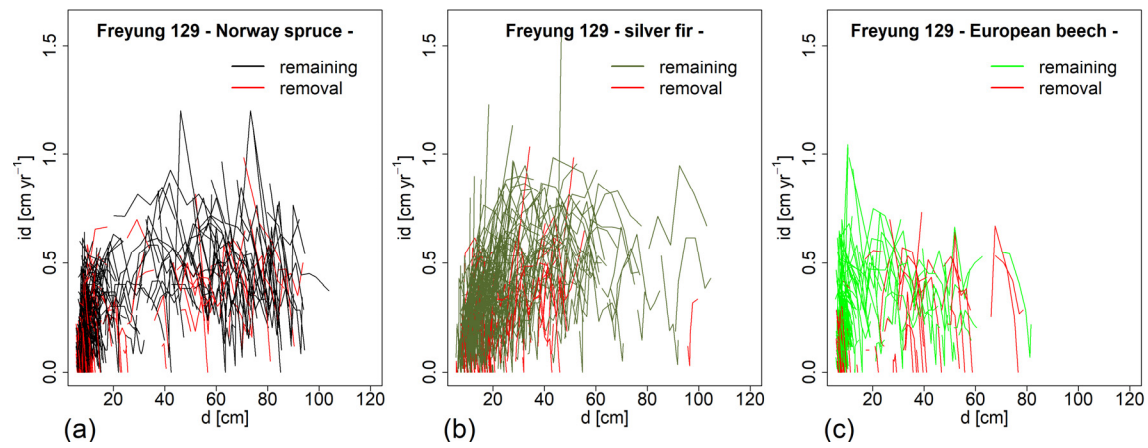 Freyung 129 - Norway spruce -
remaining
removal
id [cm yr⁻¹]
0.0
0.5
1.0
1.5
0
20
40
60
80
100
120
d [cm]
(a)
Freyung 129 - silver fir -
remaining
removal
id [cm yr⁻¹]
0.0
0.5
1.0
1.5
0
20
40
60
80
100
120
d [cm]
(b)
Freyung 129 - European beech -
remaining
removal
id [cm yr⁻¹]
0.0
0.5
1.0
1.5
0
20
40
60
80
100
120
d [cm]
(c)